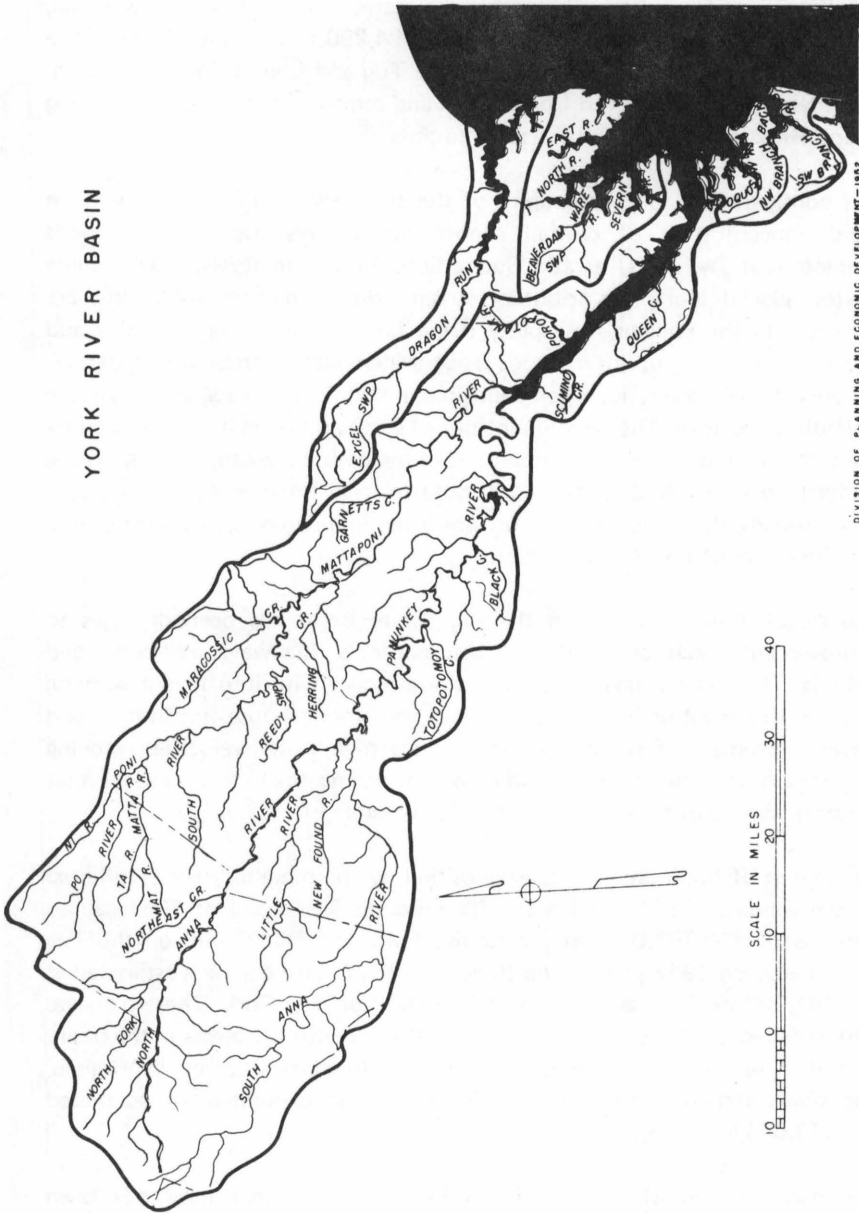 YORK RIVER BASIN
NORTH FORK
NORTH ANNA RIVER
SOUTH ANNA RIVER
NORTHEAST CR.
NI R.
PO RIVER
TA R.
MAT R.
MATTA R.
PONI R.
SOUTH RIVER
LITTLE RIVER
NEW FOUND R.
REEDY SWP
HERRING CR.
MARACOSSIC CR.
MATTAPONI RIVER
GARNETTS C.
PAMUNKEY RIVER
TOTOPOTOMOY C.
BLACK C.
EXCEL SWP
DRAGON RUN
POROPOTANK R.
SCIMINO CR.
QUEEN C.
BEAVERDAM SWP.
WARE R.
NORTH R.
EAST R.
SEVERN R.
NW BRANCH
SW BRANCH
BACK R.
SCALE IN MILES
10 0 10 20 30 40
DIVISION OF PLANNING AND ECONOMIC DEVELOPMENT-1952